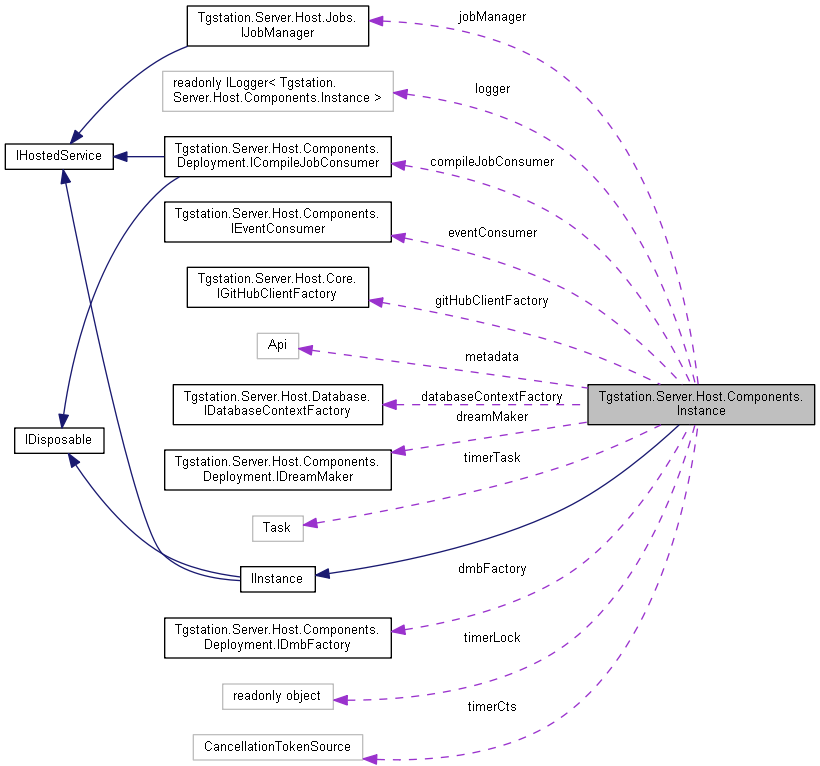 Tgstation.Server.Host.Jobs.
IJobManager
jobManager
readonly ILogger< Tgstation.
Server.Host.Components.Instance >
logger
IHostedService
Tgstation.Server.Host.Components.
Deployment.ICompileJobConsumer
compileJobConsumer
Tgstation.Server.Host.Components.
IEventConsumer
eventConsumer
Tgstation.Server.Host.Core.
IGitHubClientFactory
gitHubClientFactory
Api
metadata
Tgstation.Server.Host.Database.
IDatabaseContextFactory
databaseContextFactory
Tgstation.Server.Host.Components.
Instance
dreamMaker
IDisposable
Tgstation.Server.Host.Components.
Deployment.IDreamMaker
timerTask
Task
IInstance
dmbFactory
Tgstation.Server.Host.Components.
Deployment.IDmbFactory
timerLock
readonly object
timerCts
CancellationTokenSource